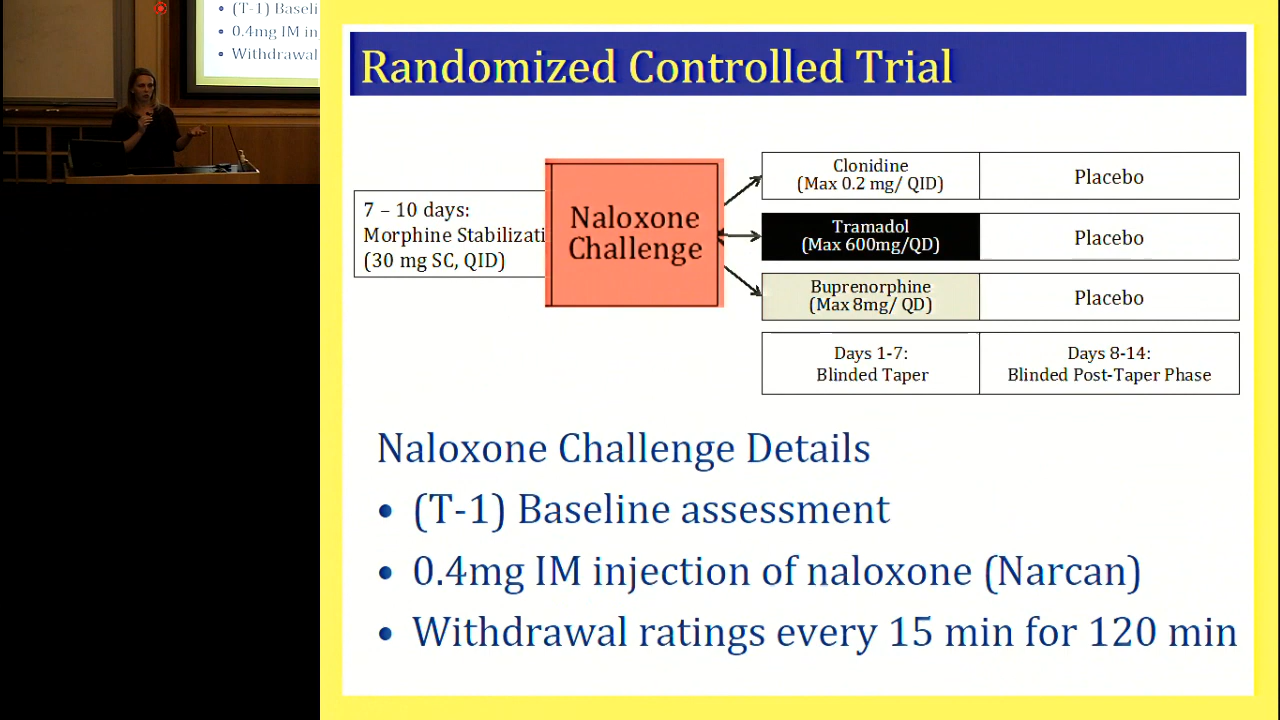 (T-1) Baseli
0.4mg IM in
Withdrawal
Randomized Controlled Trial
7 – 10 days:
Morphine Stabilizati
(30 mg SC, QID)
Naloxone
Challenge
Clonidine
(Max 0.2 mg/ QID)
Placebo
Tramadol
(Max 600mg/QD)
Placebo
Buprenorphine
(Max 8mg/ QD)
Placebo
Days 1-7:
Blinded Taper
Days 8-14:
Blinded Post-Taper Phase
Naloxone Challenge Details
• (T-1) Baseline assessment
• 0.4mg IM injection of naloxone (Narcan)
• Withdrawal ratings every 15 min for 120 min